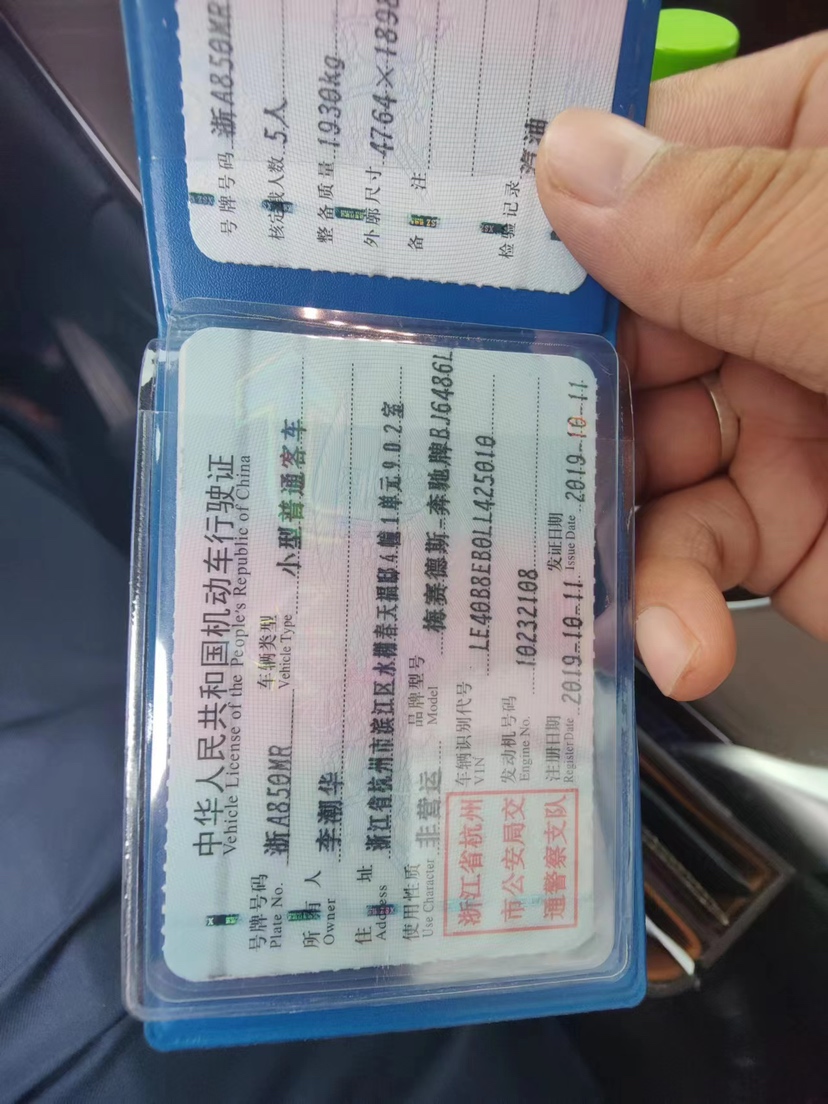 中华人民共和国机动车行驶证
Vehicle License of the People's Republic of China
号牌号码 浙A850MR 车辆类型 小型普通客车
Plate No. Vehicle Type
所有人 李潮华
Owner
住址 浙江省杭州市滨江区水棚春天福邸A幢1单元902室
Address
使用性质 非营运 品牌型号 梅赛德斯-奔驰牌BJ6486L
Use Character Model
浙江省杭州
市公安局交
通警察支队
车辆识别代号 LE40B8EB0LL425010
VIN
发动机号码 10232108
Engine No.
注册日期 2019-10-11 发证日期 2019-10-11
Register Date Issue Date
号牌号码 浙A850MR
核定载人数 5人
整备质量 1930kg
外廓尺寸 4764×1898
备注
检验记录 汽油